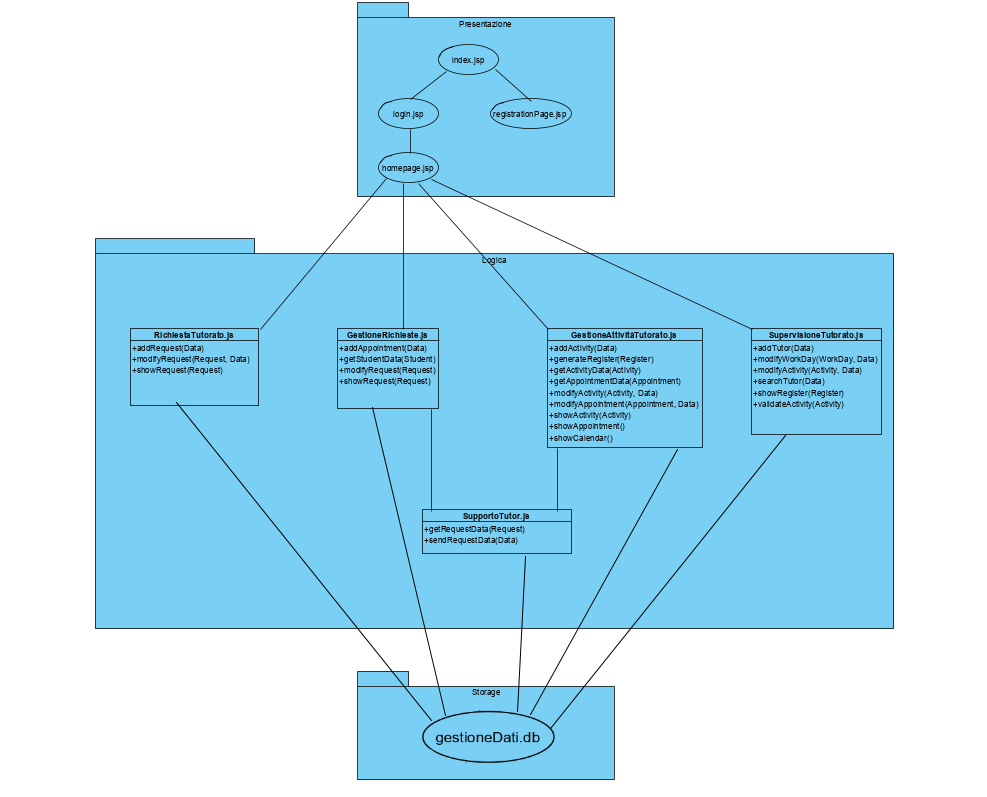 Presentazione
index.jsp
login.jsp
registrationPage.jsp
homepage.jsp
Logica
RichiestaTutorato.js
+addRequest(Data)
+modifyRequest(Request, Data)
+showRequest(Request)
GestioneRichieste.js
+addAppointment(Data)
+getStudentData(Student)
+modifyRequest(Request)
+showRequest(Request)
GestioneAttivitàTutorato.js
+addActivity(Data)
+generateRegister(Register)
+getActivityData(Activity)
+getAppointmentData(Appointment)
+modifyActivity(Activity, Data)
+modifyAppointment(Appointment, Data)
+showActivity(Activity)
+showAppointment()
+showCalendar()
SupervisioneTutorato.js
+addTutor(Data)
+modifyWorkDay(WorkDay, Data)
+modifyActivity(Activity, Data)
+searchTutor(Data)
+showRegister(Register)
+validateActivity(Activity)
SupportoTutor.js
+getRequestData(Request)
+sendRequestData(Data)
Storage
gestioneDati.db